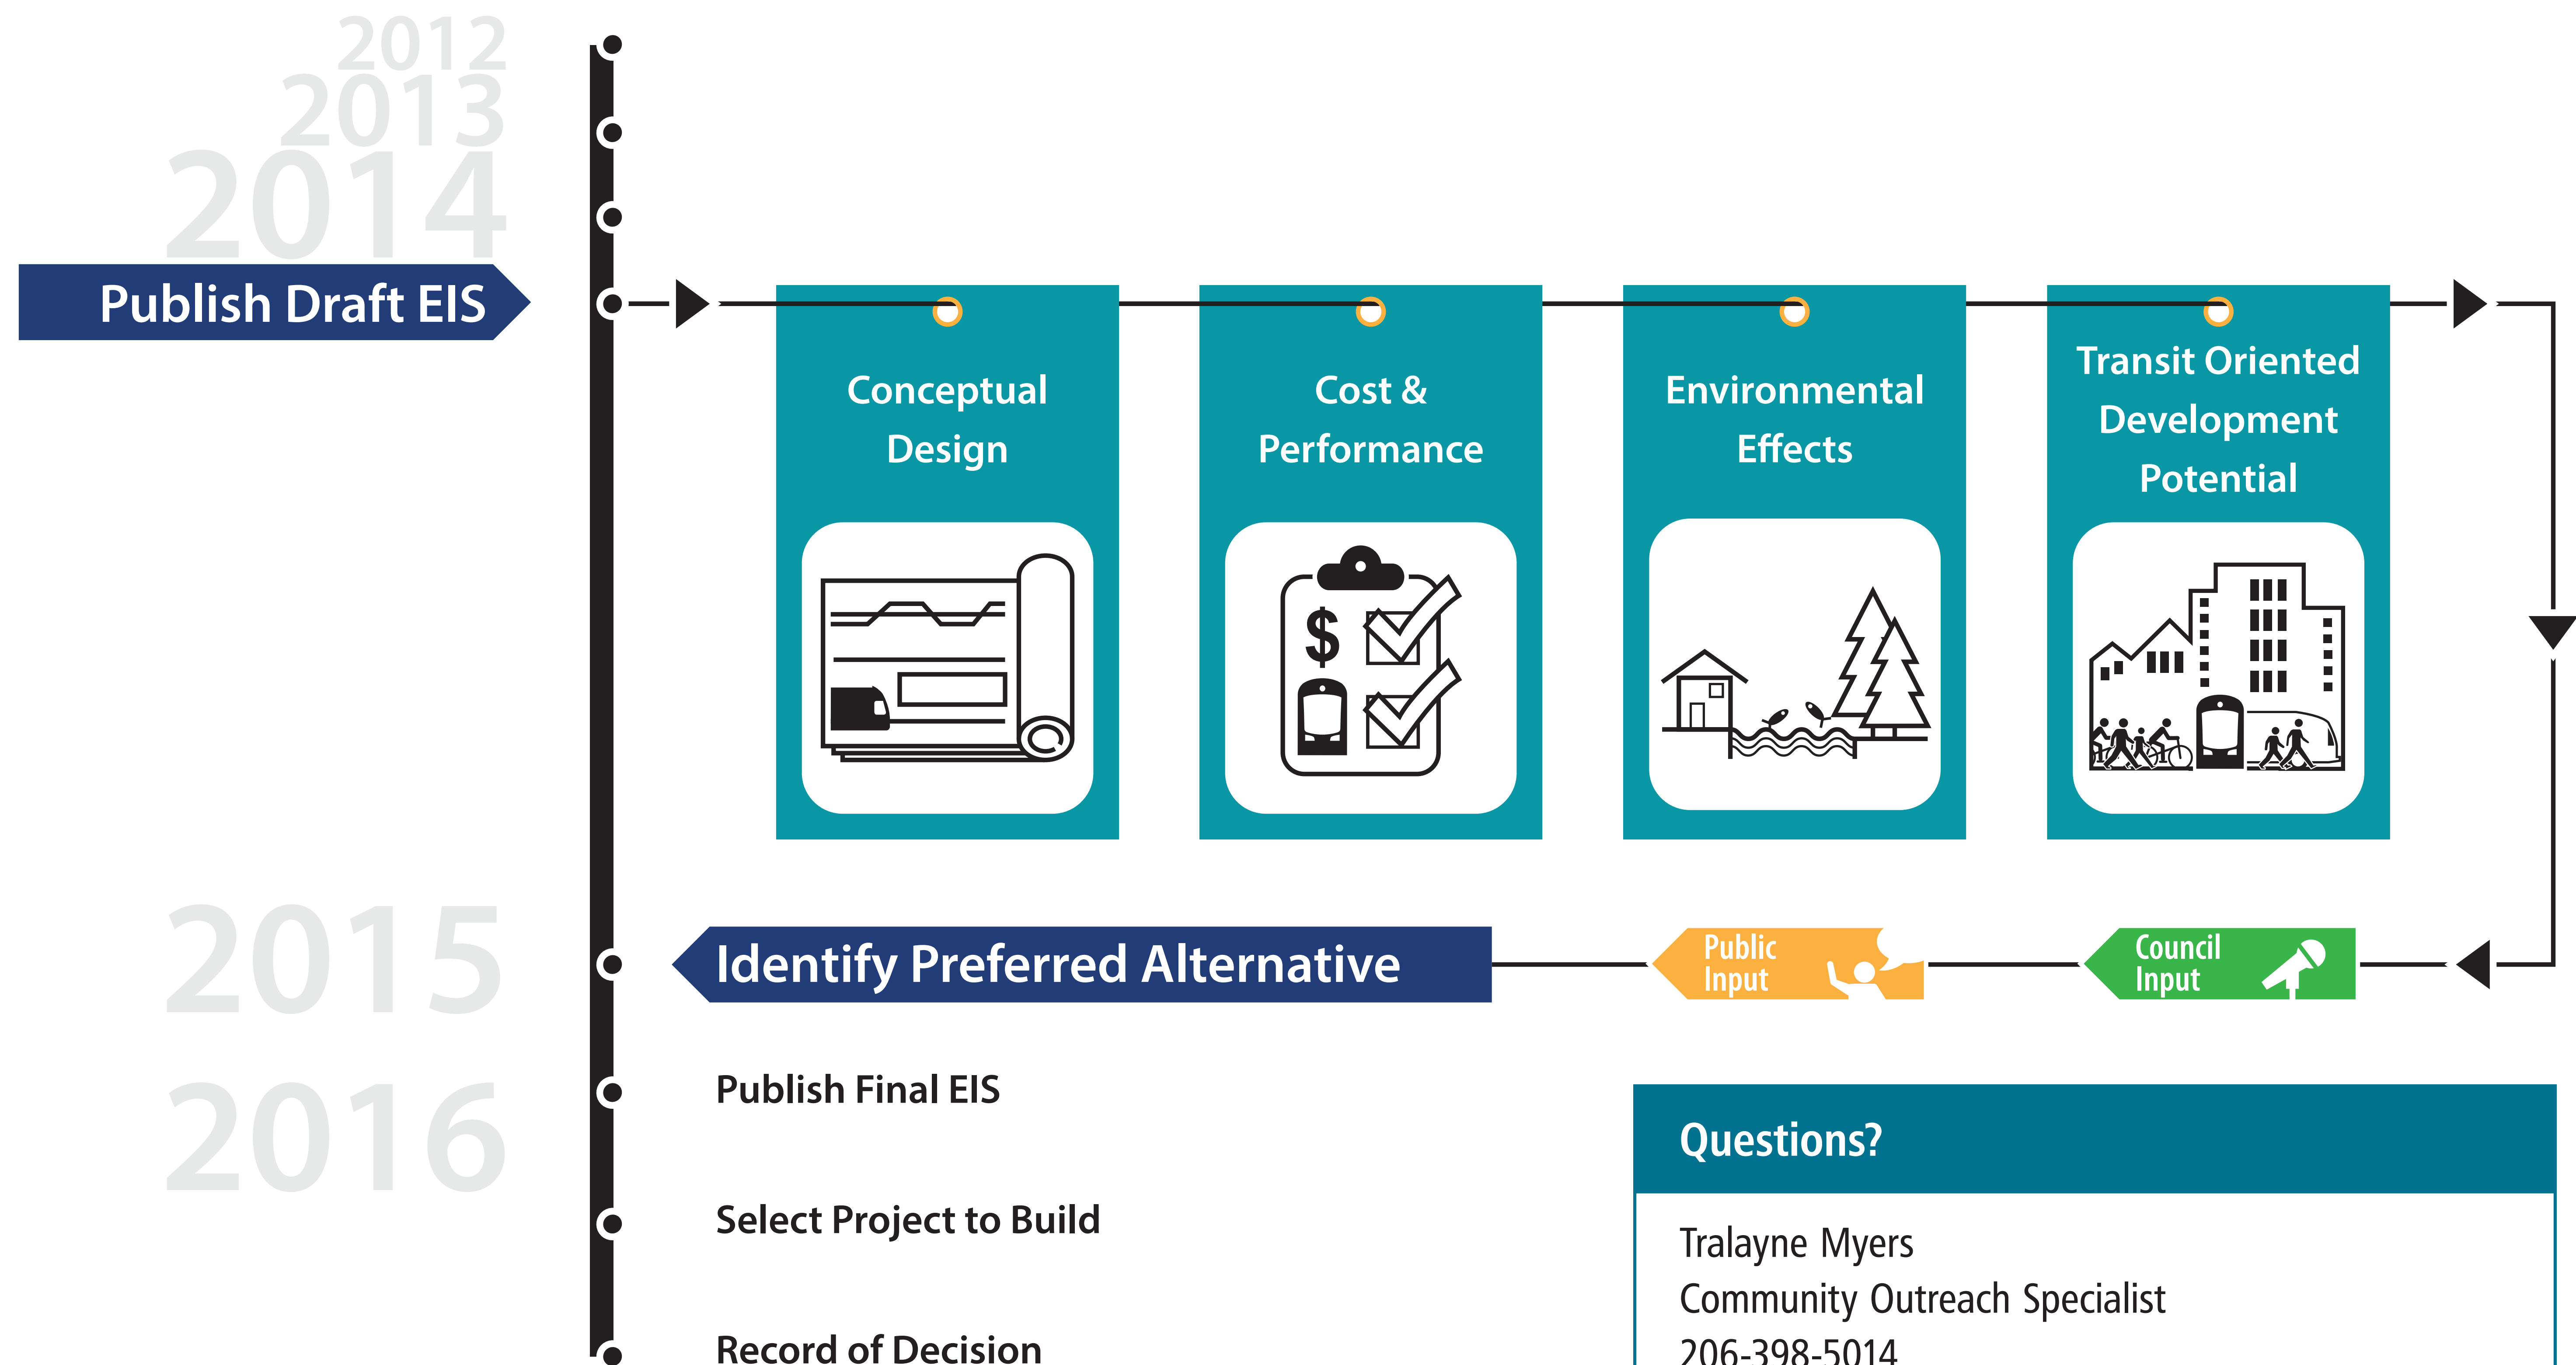 2012
2013
2014
Publish Draft EIS
Conceptual
Design
Cost &
Performance
$
Environmental
Effects
Transit Oriented
Development
Potential
2015
Identify Preferred Alternative
Public
Input
Council
Input
2016
Publish Final EIS
Select Project to Build
Record of Decision
Questions?
Tralayne Myers
Community Outreach Specialist
206-398-5014